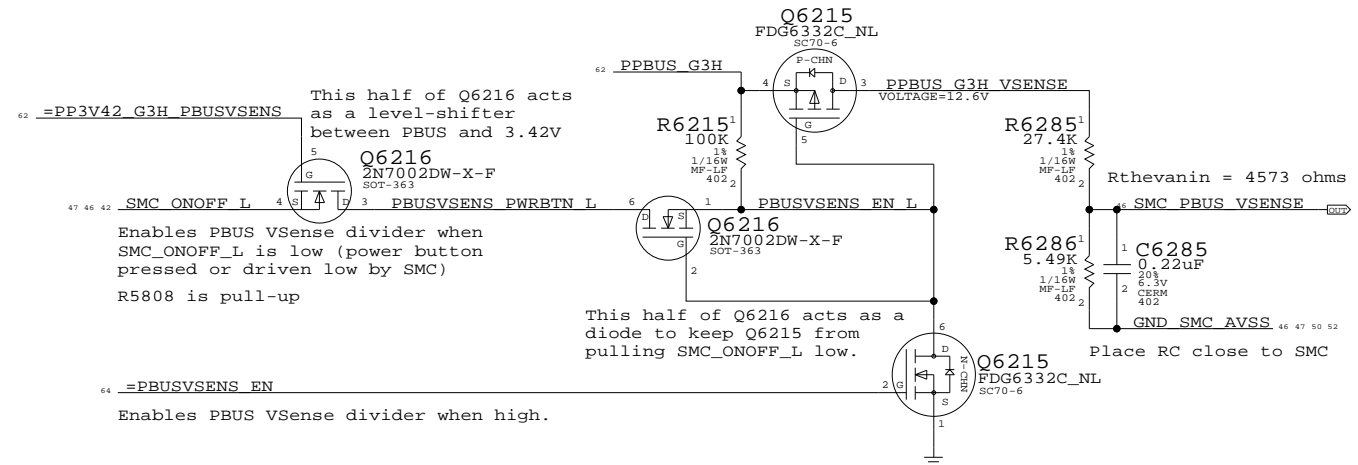 Q6215
FDG6332C_NL
SC70-6
P-CHN
62 PPBUS_G3H
4 S D 3
G
5
PPBUS_G3H_VSENSE
VOLTAGE=12.6V
62 =PP3V42_G3H_PBUSVSENS
This half of Q6216 acts
as a level-shifter
between PBUS and 3.42V
5
G
Q6216
2N7002DW-X-F
SOT-363
R6215 1
100K
1%
1/16W
MF-LF
402 2
R6285 1
27.4K
1%
1/16W
MF-LF
402 2
Rthevanin = 4573 ohms
47 46 42 SMC_ONOFF_L 4 S D 3 PBUSVSENS_PWRBTN_L 6 D S 1 PBUSVSENS_EN_L
46 SMC_PBUS_VSENSE OUT
G
2
Q6216
2N7002DW-X-F
SOT-363
Enables PBUS VSense divider when
SMC_ONOFF_L is low (power button
pressed or driven low by SMC)
R5808 is pull-up
R6286 1
5.49K
1%
1/16W
MF-LF
402 2
1
2
C6285
0.22uF
20%
6.3V
CERM
402
This half of Q6216 acts as a
diode to keep Q6215 from
pulling SMC_ONOFF_L low.
GND_SMC_AVSS 46 47 50 52
Place RC close to SMC
6
D
N-CHN
2 G
S
1
Q6215
FDG6332C_NL
SC70-6
64 =PBUSVSENS_EN
Enables PBUS VSense divider when high.